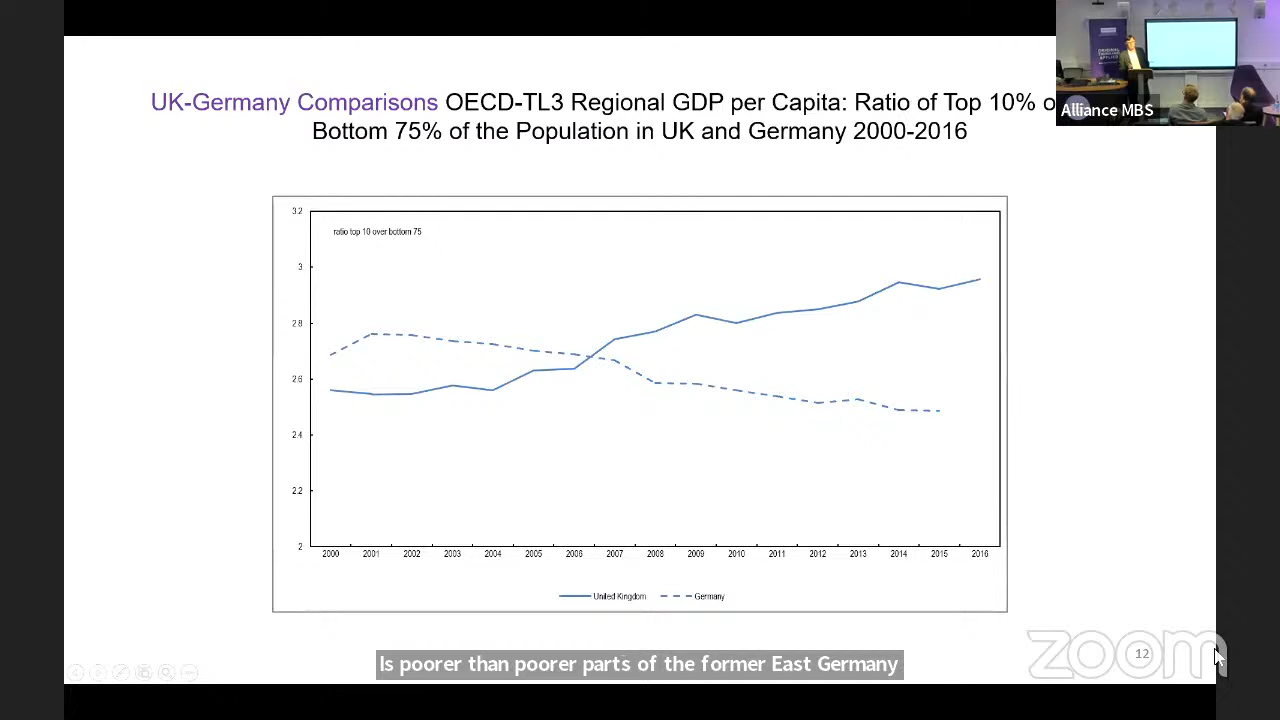 UK-Germany Comparisons OECD-TL3 Regional GDP per Capita: Ratio of Top 10% o
Bottom 75% of the Population in UK and Germany 2000-2016
Alliance MBS
3.2
ratio top 10 over bottom 75
3
2.8
2.6
2.4
2.2
2
2000 2001 2002 2003 2004 2005 2006 2007 2008 2009 2010 2011 2012 2013 2014 2015 2016
United Kingdom Germany
Is poorer than poorer parts of the former East Germany
zoom
12